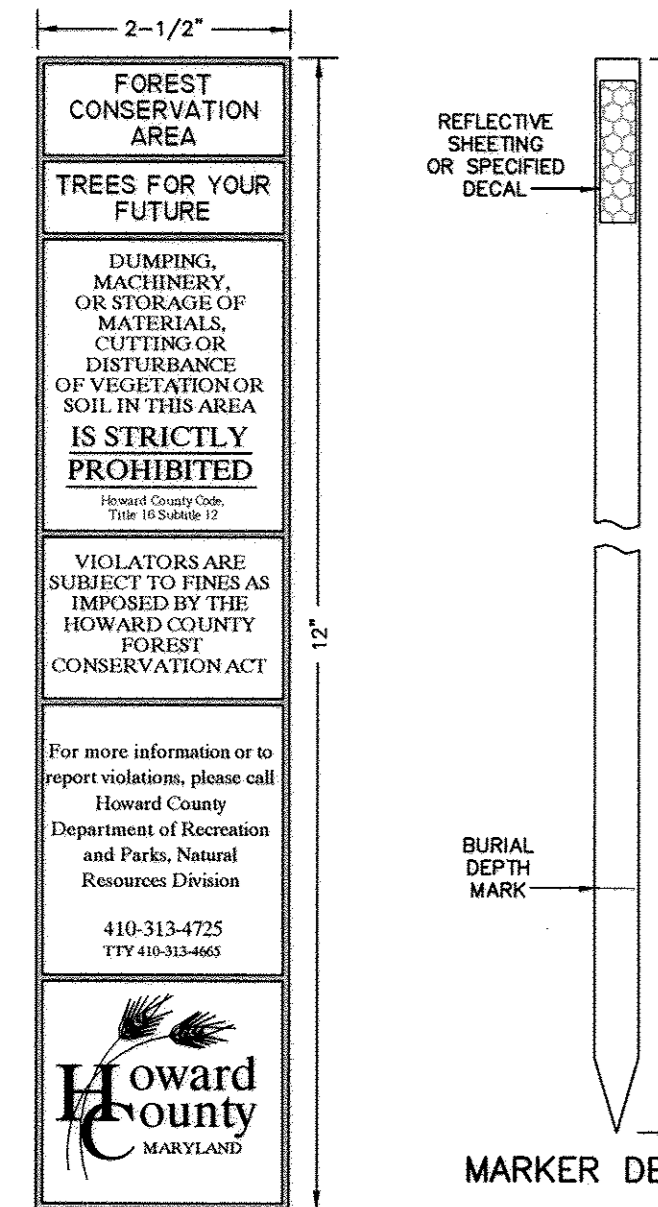 2-1/2"
FOREST
CONSERVATION
AREA
TREES FOR YOUR
FUTURE
DUMPING,
MACHINERY,
OR STORAGE OF
MATERIALS,
CUTTING OR
DISTURBANCE
OF VEGETATION OR
SOIL IN THIS AREA
IS STRICTLY
PROHIBITED
Howard County Code,
Title 16 Subtitle 12
VIOLATORS ARE
SUBJECT TO FINES AS
IMPOSED BY THE
HOWARD COUNTY
FOREST
CONSERVATION ACT
For more information or to
report violations, please call
Howard County
Department of Recreation
and Parks, Natural
Resources Division
410-313-4725
TTY 410-313-4665
Howard
County
MARYLAND
12"
REFLECTIVE
SHEETING
OR SPECIFIED
DECAL
BURIAL
DEPTH
MARK
MARKER DE